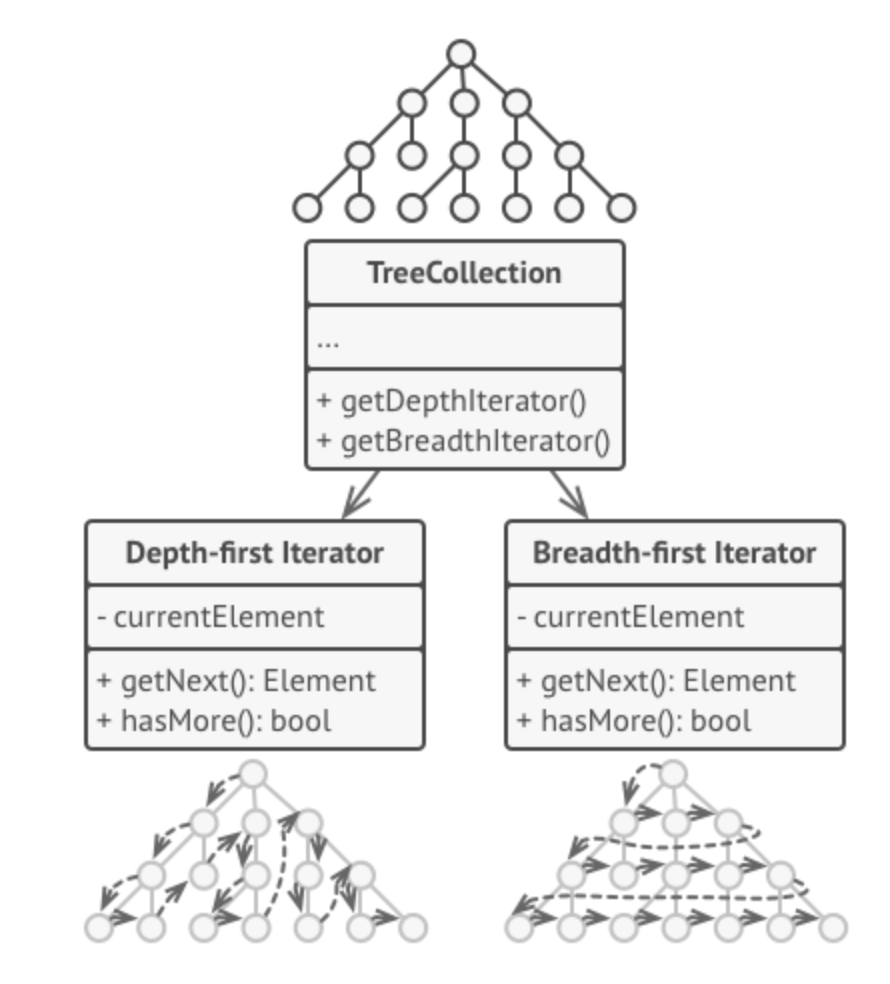 TreeCollection
...
+ getDepthIterator()
+ getBreadthIterator()
Depth-first Iterator
- currentElement
+ getNext(): Element
+ hasMore(): bool
Breadth-first Iterator
- currentElement
+ getNext(): Element
+ hasMore(): bool